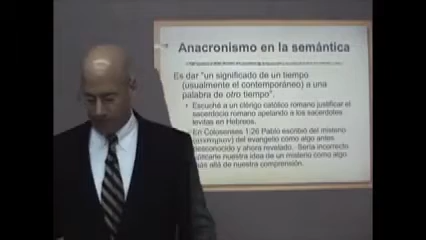 Anacronismo en la semántica
Es dar "un significado de un tiempo
(usualmente el contemporáneo) a una
palabra de otro tiempo".
Escuché a un clérigo católico romano justificar el
sacerdocio romano apelando a los sacerdotes
levitas en Hebreos.
En Colosenses 1:26 Pablo escribió del misterio
del evangelio como algo antes
desconocido y ahora revelado. Sería incorrecto
nuestra idea de un misterio como algo
más allá de nuestra comprensión.